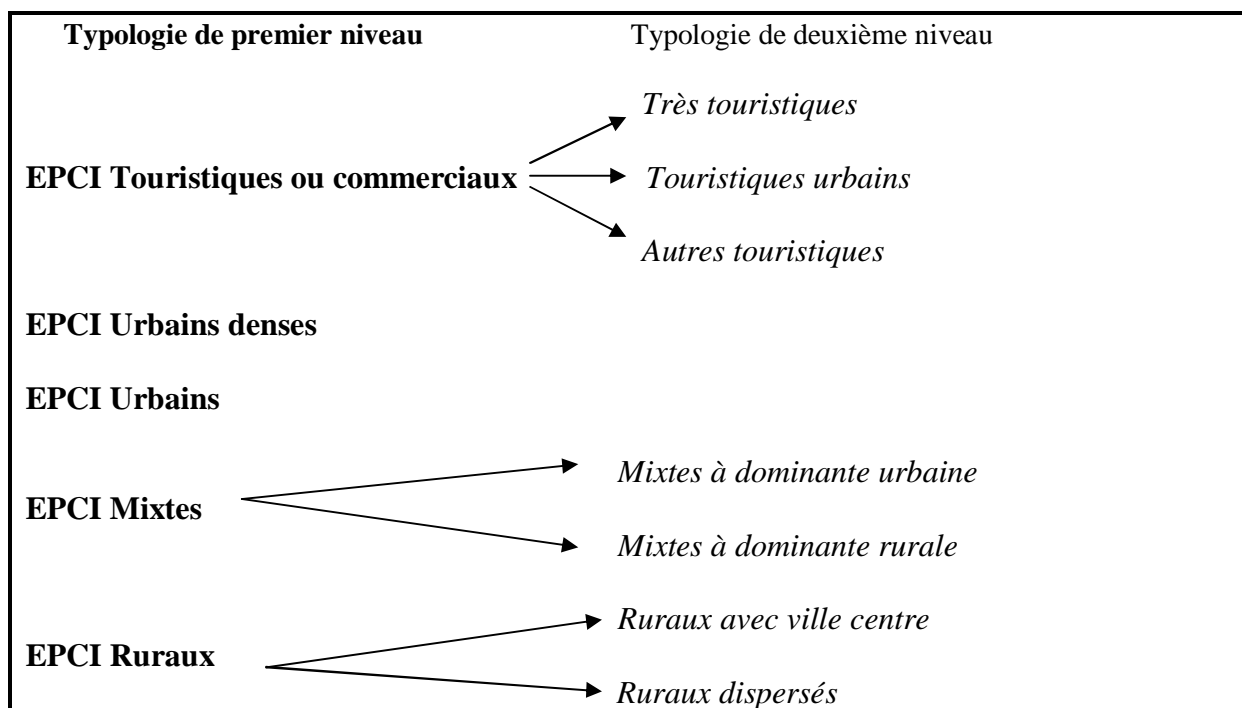 Typologie de premier niveau Typologie de deuxième niveau
Très touristiques
EPCI Touristiques ou commerciaux Touristiques urbains
Autres touristiques
EPCI Urbains denses
EPCI Urbains
Mixtes à dominante urbaine
EPCI Mixtes
Mixtes à dominante rurale
Ruraux avec ville centre
EPCI Ruraux
Ruraux dispersés